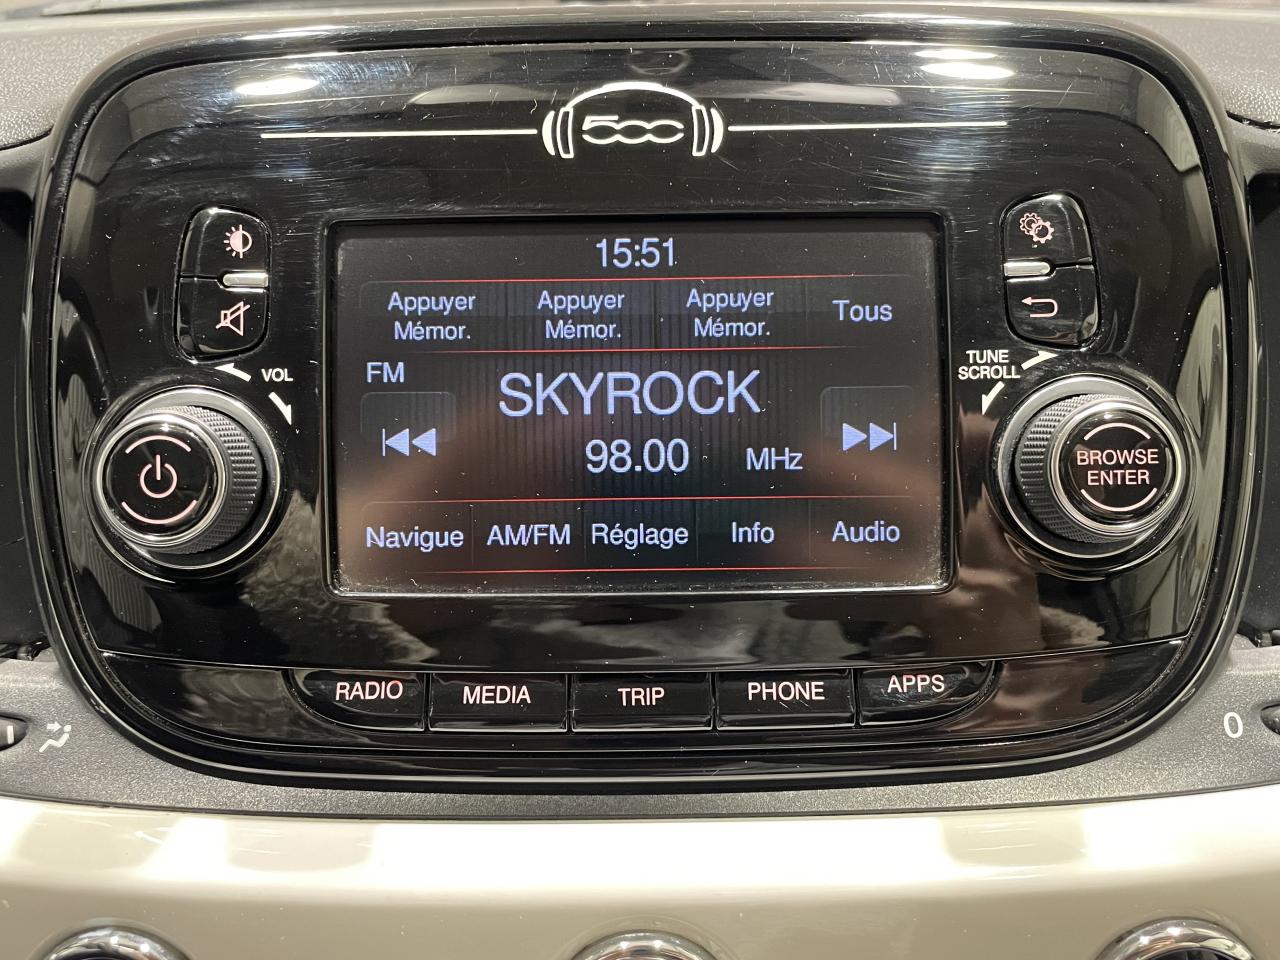 500
15:51
Appuyer Mémor.
Appuyer Mémor.
Appuyer Mémor.
Tous
VOL
TUNE
SCROLL
FM
SKYROCK
98.00 MHz
BROWSE
ENTER
Navigue AM/FM Réglage Info Audio
RADIO MEDIA TRIP PHONE APPS
0